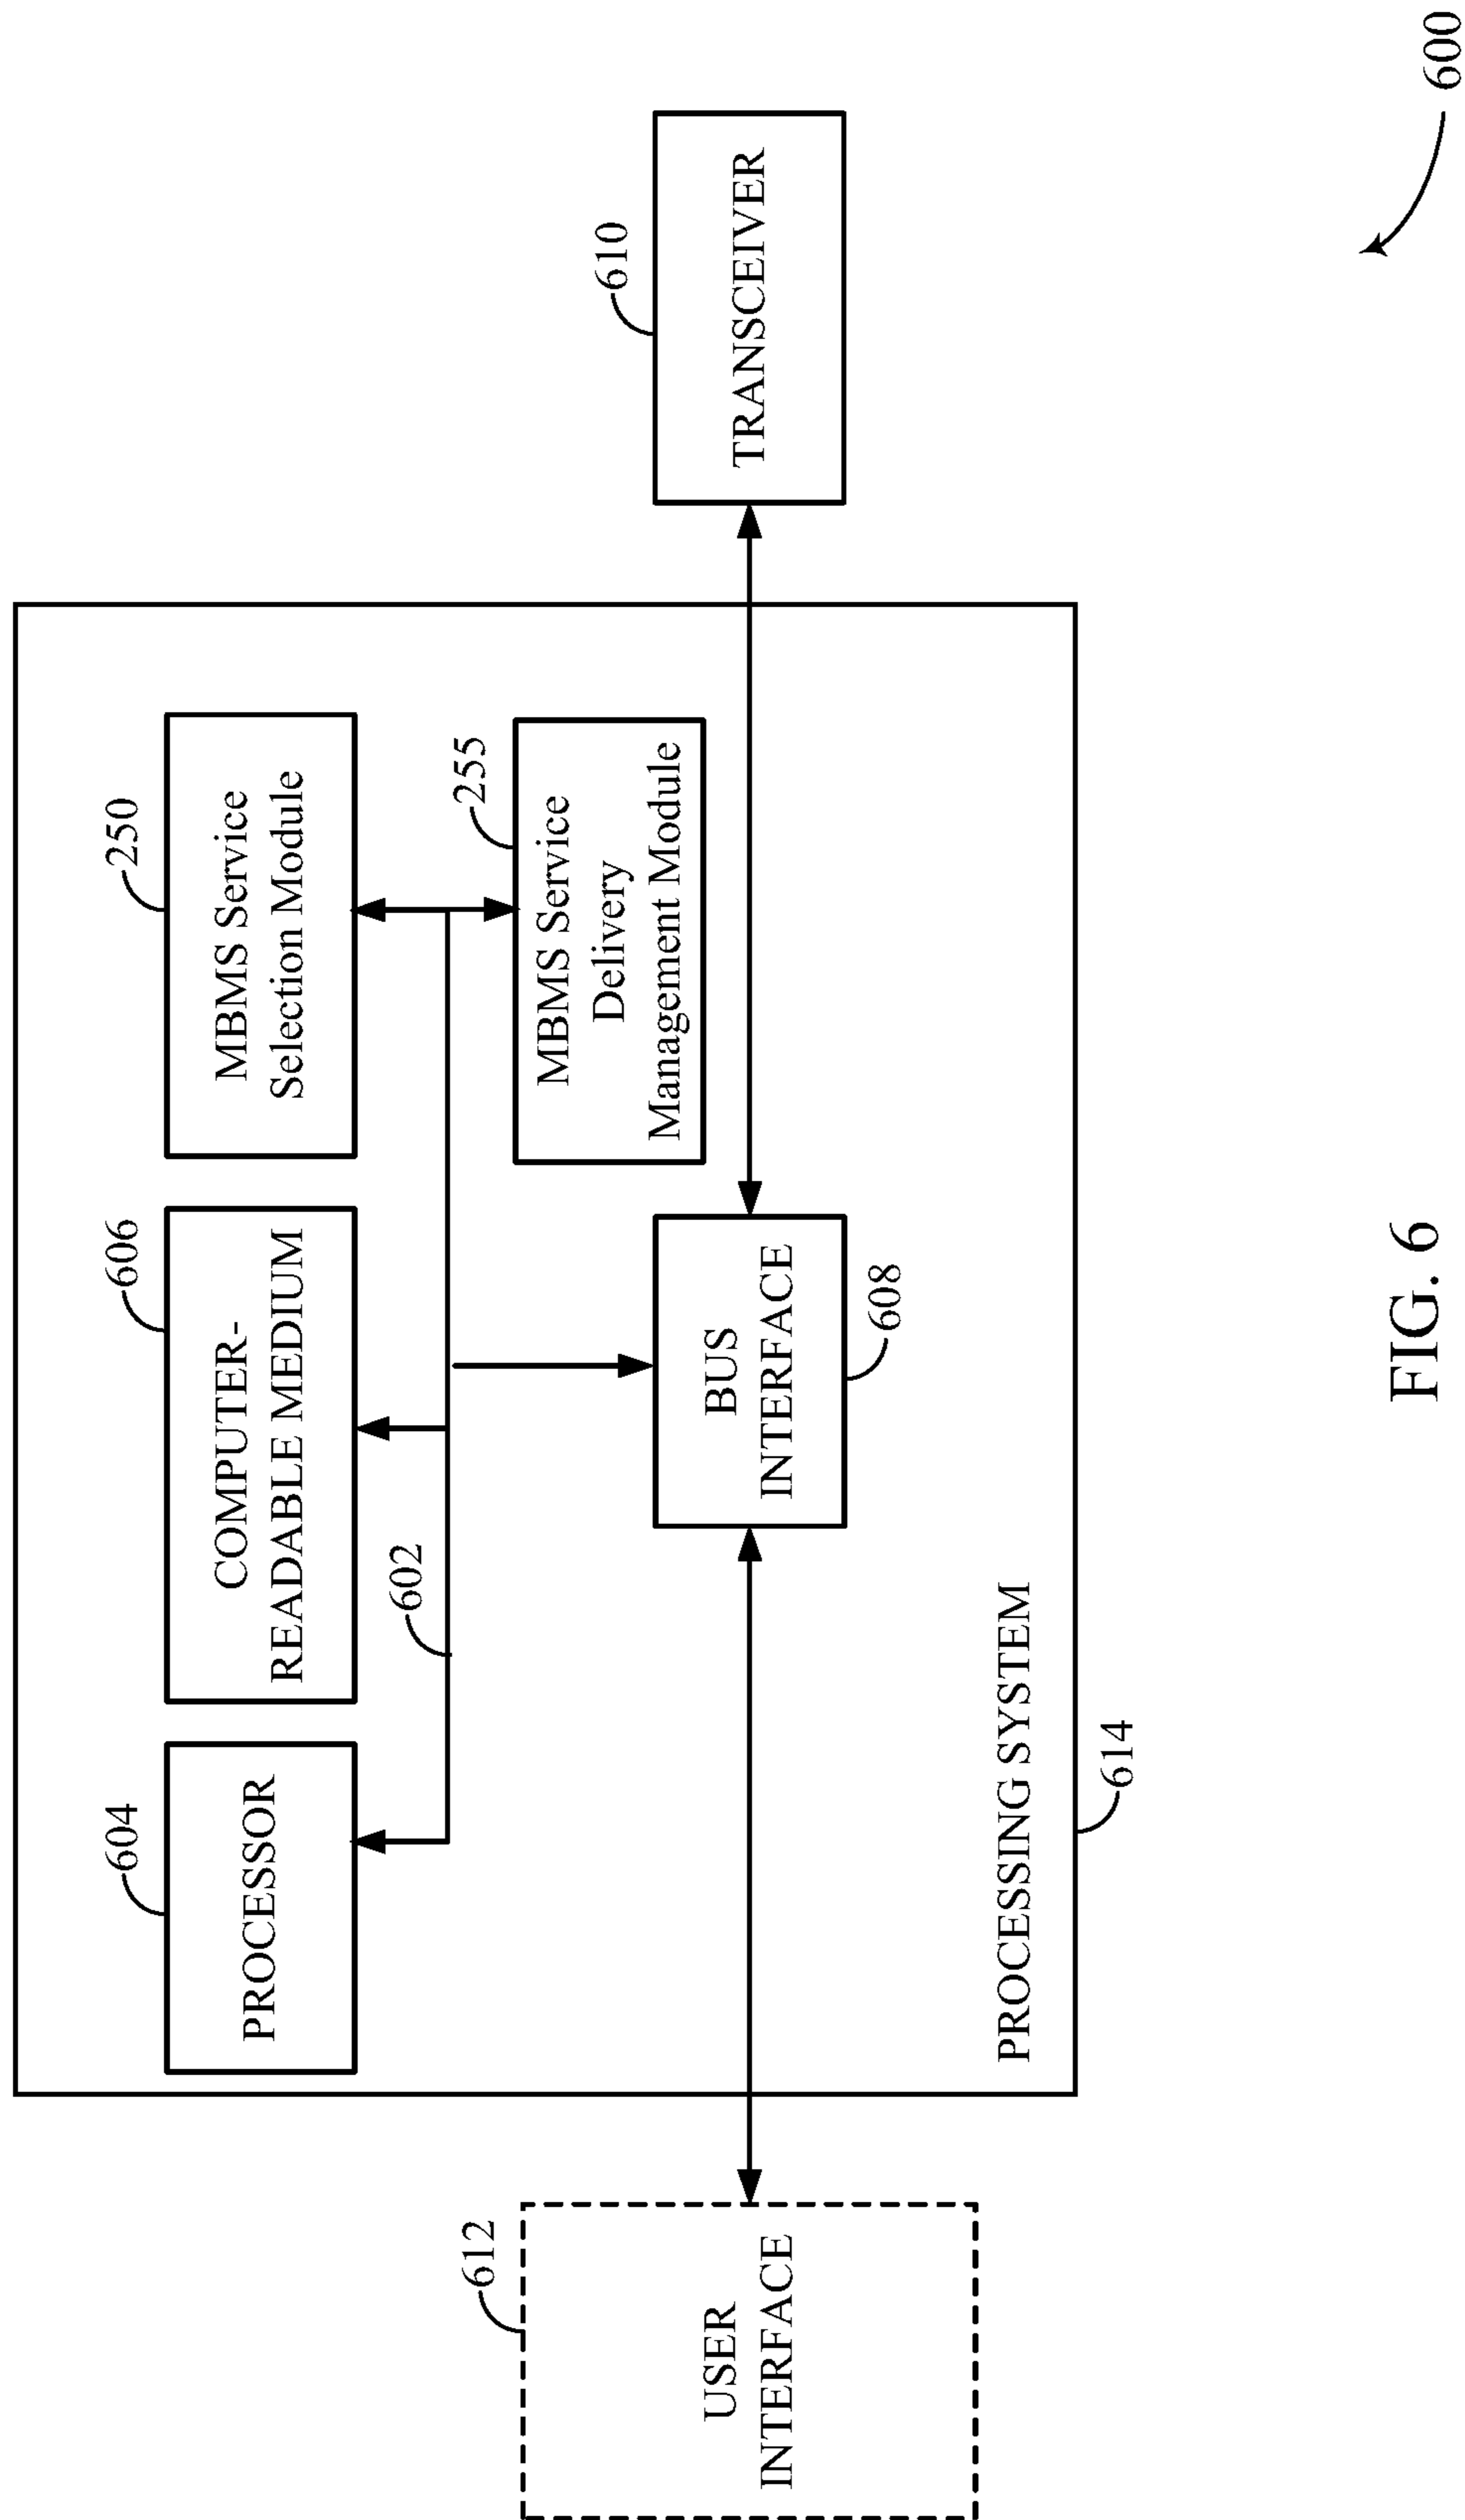 604
606
250
PROCESSOR
COMPUTER-
READABLE MEDIUM
MBMS Service
Selection Module
602
255
MBMS Service
Delivery
Management Module
612
610
USER
INTERFACE
BUS
INTERFACE
TRANSCEIVER
608
PROCESSING SYSTEM
614
FIG. 6
600